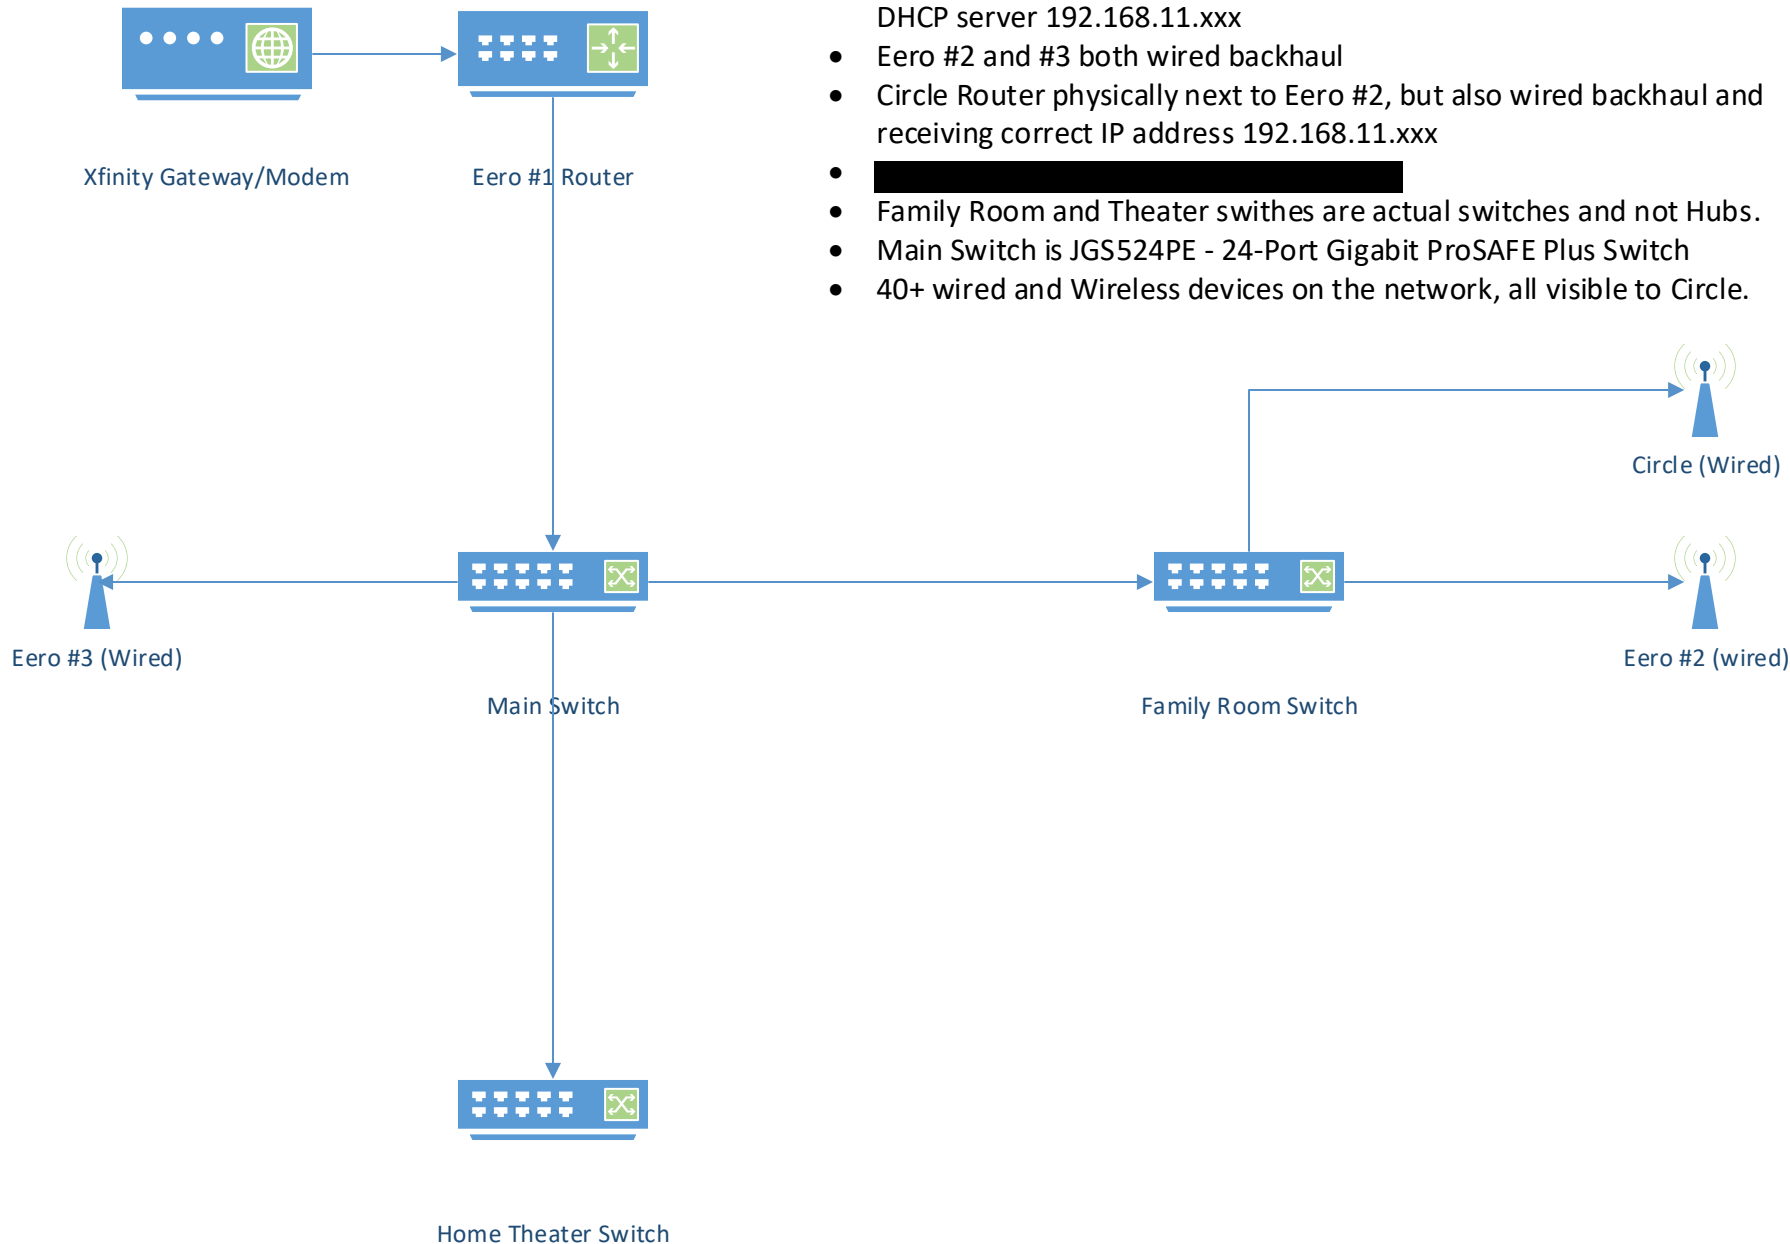 DHCP server 192.168.11.xxx
• Eero #2 and #3 both wired backhaul
• Circle Router physically next to Eero #2, but also wired backhaul and
receiving correct IP address 192.168.11.xxx
•
• Family Room and Theater swithes are actual switches and not Hubs.
• Main Switch is JGS524PE - 24-Port Gigabit ProSAFE Plus Switch
• 40+ wired and Wireless devices on the network, all visible to Circle.
Xfinity Gateway/Modem
Eero #1 Router
Circle (Wired)
Eero #3 (Wired)
Eero #2 (wired)
Main Switch
Family Room Switch
Home Theater Switch